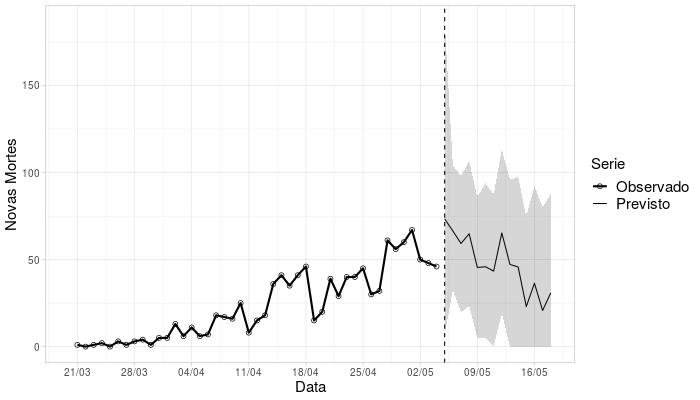 Novas Mortes
150
100
50
0
21/03
28/03
04/04
11/04
18/04
25/04
02/05
09/05
16/05
Data
Serie
Observado
Previsto